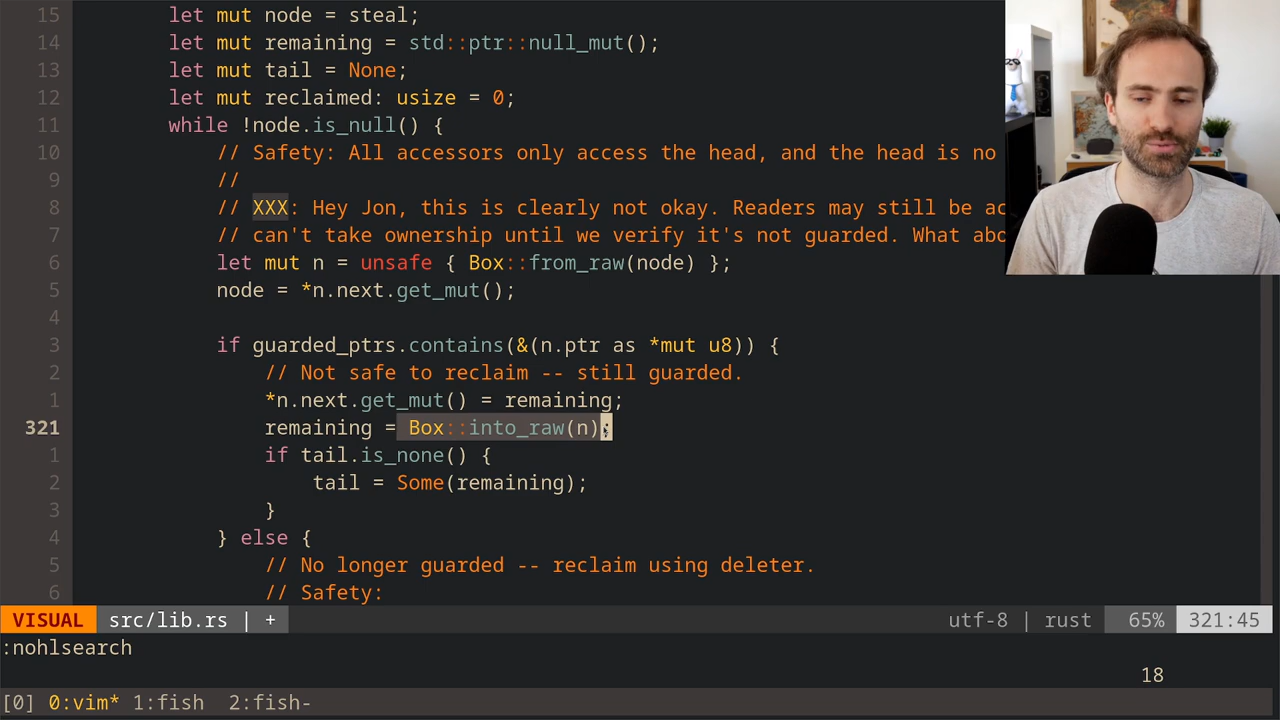 15 let mut node = steal;
14 let mut remaining = std::ptr::null_mut();
13 let mut tail = None;
12 let mut reclaimed: usize = 0;
11 while !node.is_null() {
10 // Safety: All accessors only access the head, and the head is no
9 //
8 // XXX: Hey Jon, this is clearly not okay. Readers may still be
7 // can't take ownership until we verify it's not guarded. What
6 let mut n = unsafe { Box::from_raw(node) };
5 node = *n.next.get_mut();
4
3 if guarded_ptrs.contains(&(n.ptr as *mut u8)) {
2 // Not safe to reclaim -- still guarded.
1 *n.next.get_mut() = remaining;
321 remaining = Box::into_raw(n);
1 if tail.is_none() {
2 tail = Some(remaining);
3 }
4 } else {
5 // No longer guarded -- reclaim using deleter.
6 // Safety:
VISUAL src/lib.rs | + utf-8 | rust 65% 321:45
:nohlsearch
18
[0] 0:vim* 1:fish 2:fish-